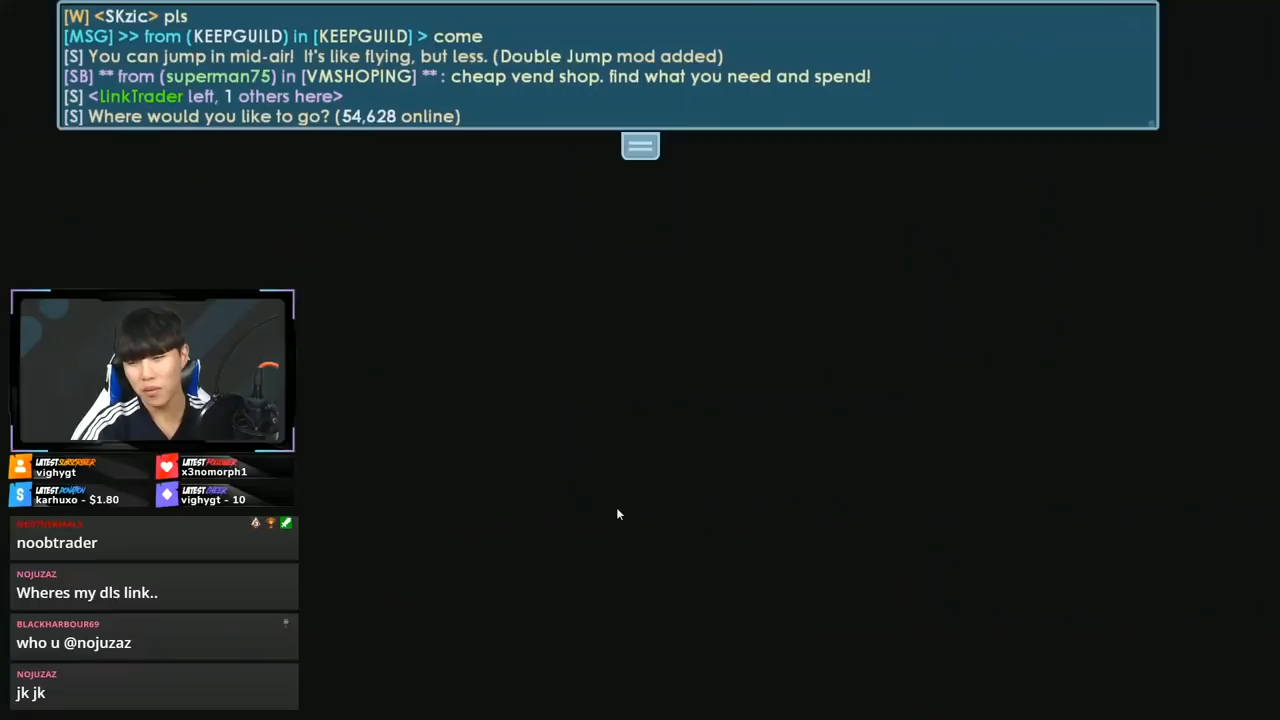 [W] <SKzic> pls
[MSG] >> from (KEEPGUILD) in [KEEPGUILD] > come
[S] You can jump in mid-air! It's like flying, but less. (Double Jump mod added)
[SB] ** from (superman75) in [VMSHOPING] ** : cheap vend shop. find what you need and spend!
[S] <LinkTrader left, 1 others here>
[S] Where would you like to go? (54,628 online)
LATEST SUBSCRIBER
vighygt
LATEST FOLLOWER
x3nomorph1
LATEST DONATION
karhuxo - $1.80
LATEST CHEER
vighygt - 10
noobtrader
NOJUZAZ
Wheres my dls link..
BLACKHARBOUR69
who u @nojuzaz
NOJUZAZ
jk jk